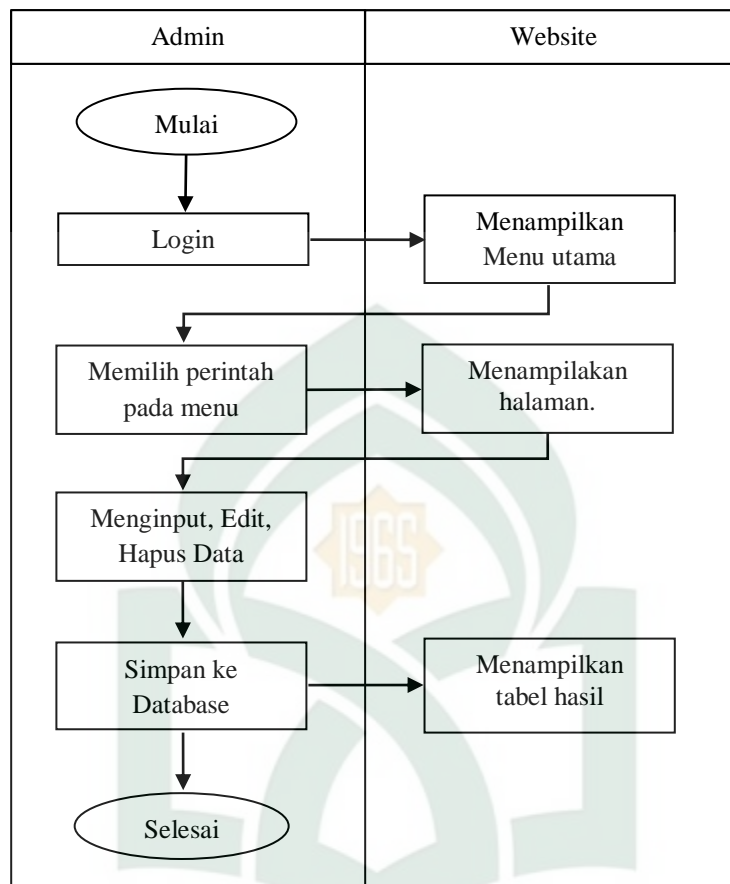 Admin
Website
Mulai
Login
Menampilkan
Menu utama
Memilih perintah
pada menu
Menampilakan
halaman.
Menginput, Edit,
Hapus Data
1965
Simpan ke
Database
Menampilkan
tabel hasil
Selesai